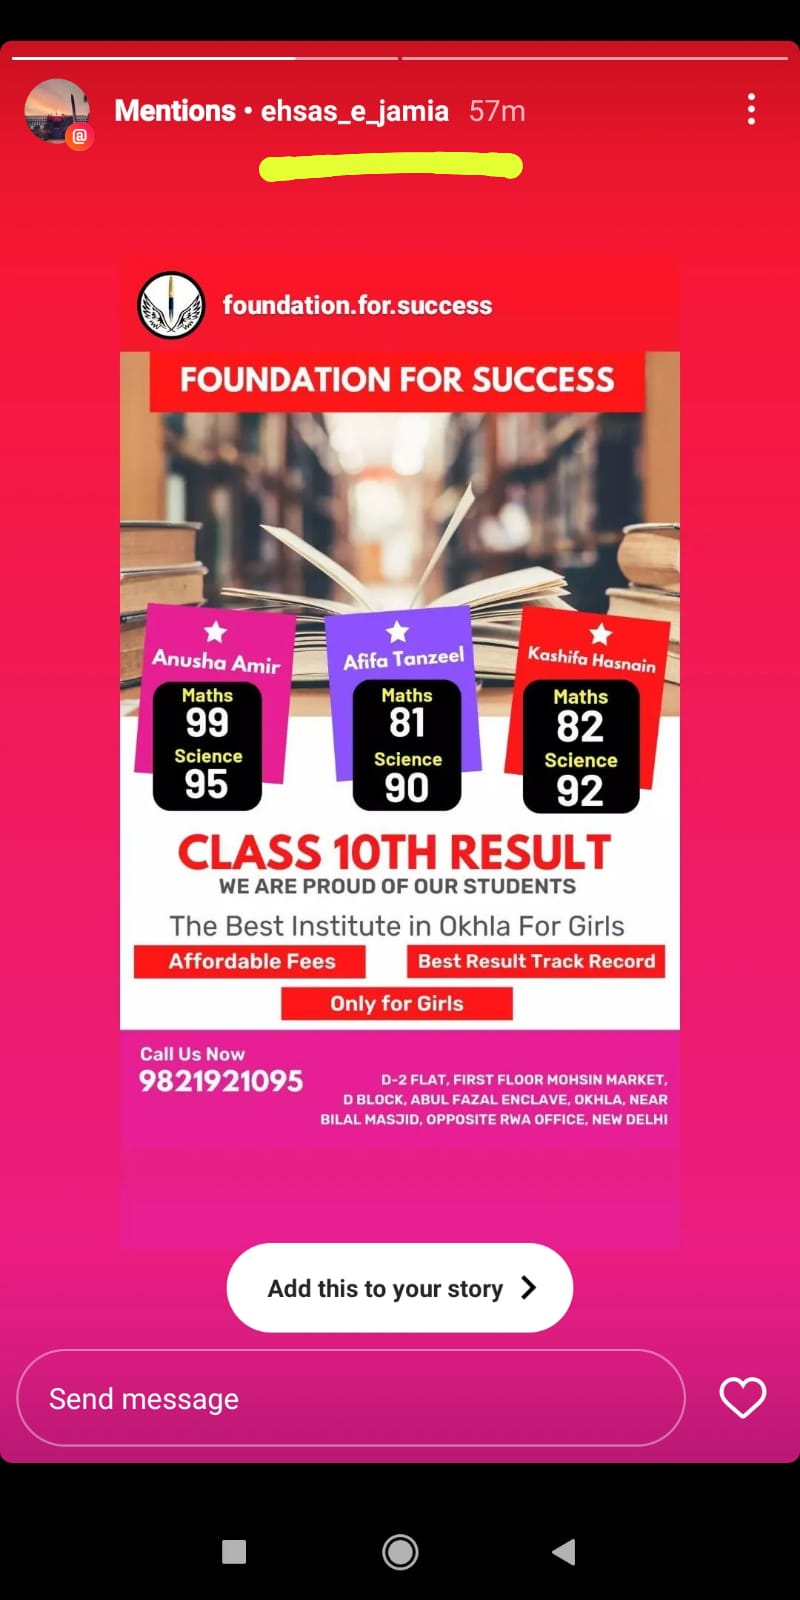 Mentions • ehsas_e_jamia 57m
foundation.for.success
FOUNDATION FOR SUCCESS
Anusha Amir
Maths
99
Science
95
Afifa Tanzeel
Maths
81
Science
90
Kashifa Hasnain
Maths
82
Science
92
CLASS 10TH RESULT
WE ARE PROUD OF OUR STUDENTS
The Best Institute in Okhla For Girls
Affordable Fees
Best Result Track Record
Only for Girls
Call Us Now
9821921095
D-2 FLAT, FIRST FLOOR MOHSIN MARKET,
D BLOCK, ABUL FAZAL ENCLAVE, OKHLA, NEAR
BILAL MASJID, OPPOSITE RWA OFFICE, NEW DELHI
Add this to your story
Send message